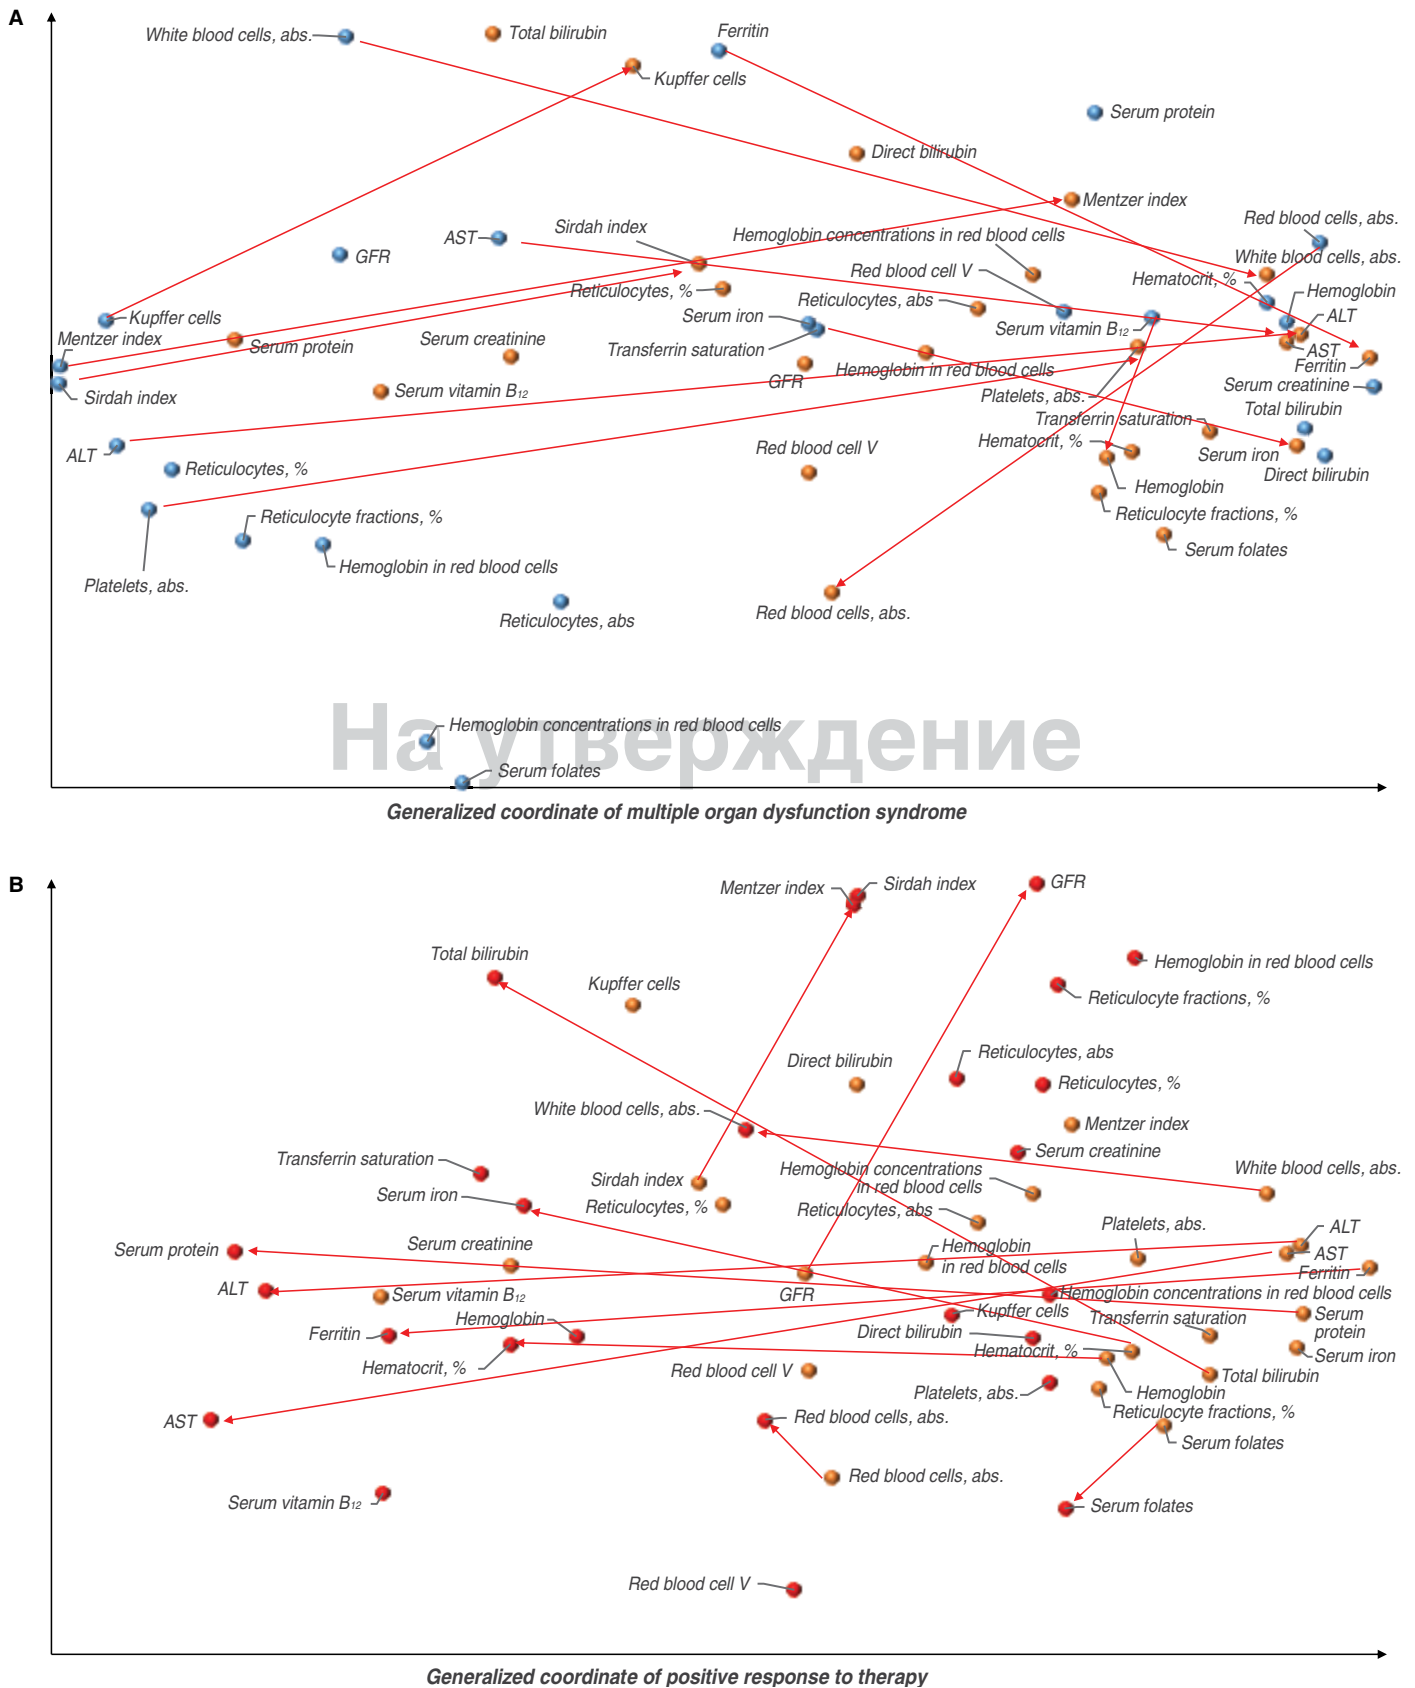 A
White blood cells, abs.
Total bilirubin
Ferritin
Kupffer cells
Serum protein
Direct bilirubin
Mentzer index
Red blood cells, abs.
Sirdah index
AST
Hemoglobin concentrations in red blood cells
GFR
White blood cells, abs.
Red blood cell V
Hematocrit, %
Reticulocytes, %
Reticulocytes, abs
Hemoglobin
Kupffer cells
Serum iron
Serum vitamin B12
ALT
Mentzer index
Serum protein
Serum creatinine
Transferrin saturation
AST
Ferritin
Hemoglobin in red blood cells
GFR
Serum creatinine
Sirdah index
Serum vitamin B12
Platelets, abs.
Total bilirubin
Transferrin saturation
ALT
Red blood cell V
Hematocrit, %
Serum iron
Reticulocytes, %
Direct bilirubin
Hemoglobin
Reticulocyte fractions, %
Reticulocyte fractions, %
Serum folates
Hemoglobin in red blood cells
Platelets, abs.
Reticulocytes, abs
Red blood cells, abs.
Hemoglobin concentrations in red blood cells
На утверждение
Serum folates
Generalized coordinate of multiple organ dysfunction syndrome
B
Mentzer index
Sirdah index
GFR
Total bilirubin
Hemoglobin in red blood cells
Kupffer cells
Reticulocyte fractions, %
Reticulocytes, abs
Direct bilirubin
Reticulocytes, %
White blood cells, abs.
Mentzer index
Serum creatinine
Transferrin saturation
Hemoglobin concentrations
in red blood cells
White blood cells, abs.
Sirdah index
Serum iron
Reticulocytes, %
Reticulocytes, abs
Platelets, abs.
ALT
Serum protein
Serum creatinine
Hemoglobin
in red blood cells
AST
Ferritin
ALT
Serum vitamin B12
GFR
Hemoglobin concentrations in red blood cells
Kupffer cells
Transferrin saturation
Serum
protein
Ferritin
Hemoglobin
Direct bilirubin
Hematocrit, %
Serum iron
Hematocrit, %
Red blood cell V
Total bilirubin
Platelets, abs.
Hemoglobin
Reticulocyte fractions, %
AST
Red blood cells, abs.
Serum folates
Red blood cells, abs.
Serum vitamin B12
Serum folates
Red blood cell V
Generalized coordinate of positive response to therapy